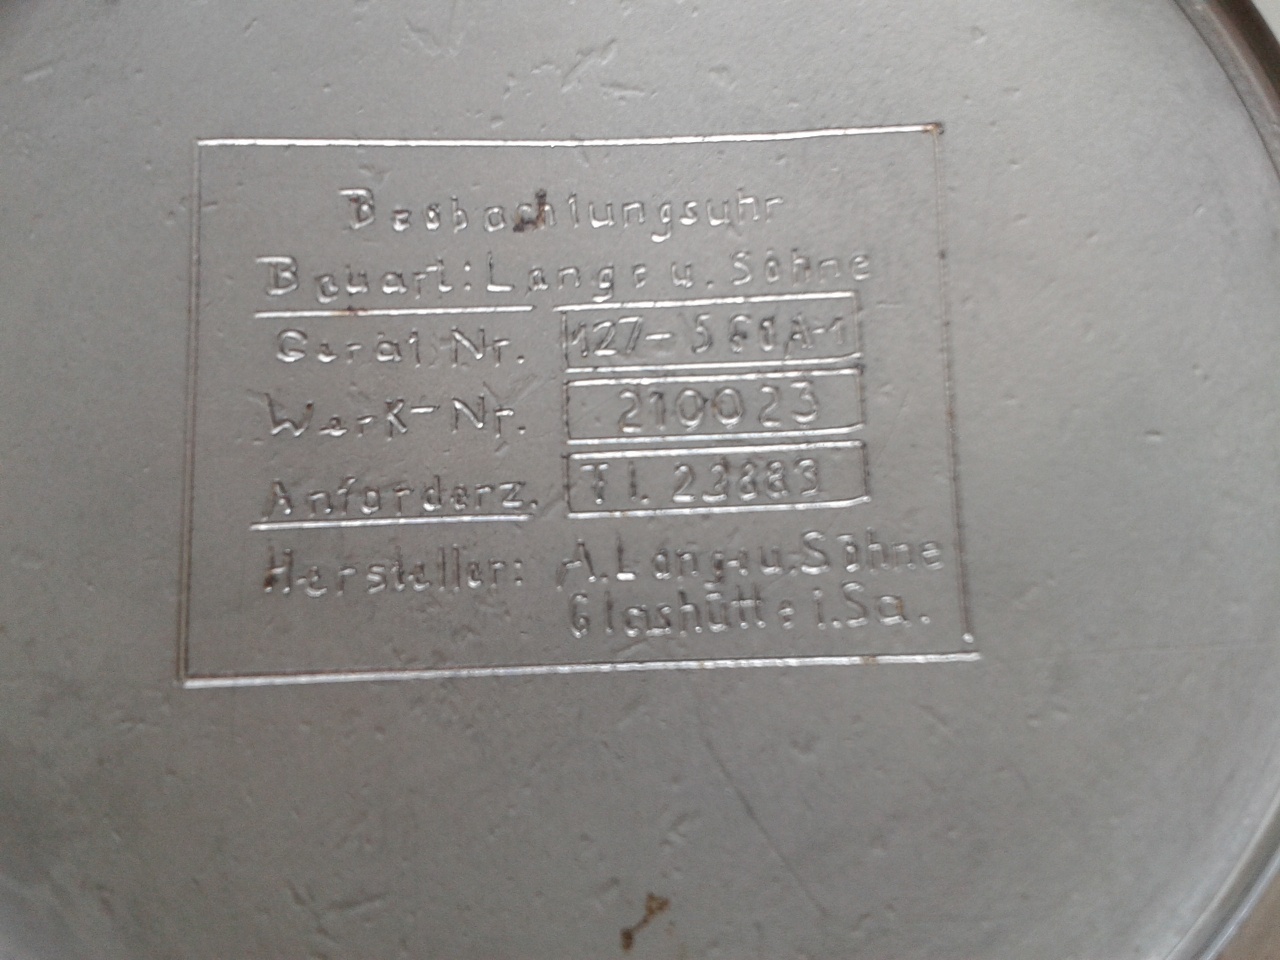 Beobachtungsuhr
Bauart: Lange u. Söhne
Gerät Nr. 127-561A-1
Werk-Nr. 210023
Anforderz. Fl. 23883
Hersteller: A. Lange u. Söhne
Glashütte i. Sa.